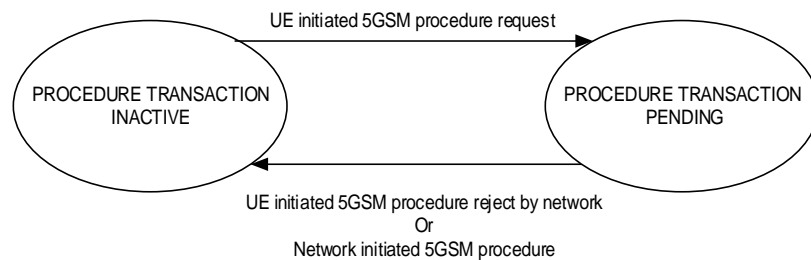 UE initiated 5GSM procedure request
PROCEDURE TRANSACTION
INACTIVE
PROCEDURE TRANSACTION
PENDING
UE initiated 5GSM procedure reject by network
Or
Network initiated 5GSM procedure